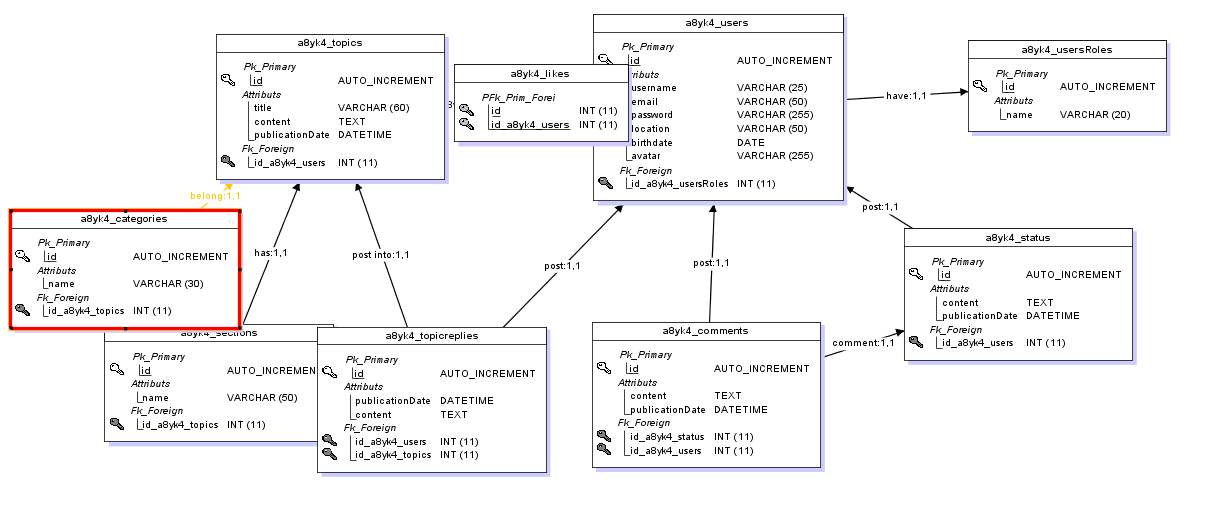 a8yk4_topics
Pk_Primary
id AUTO_INCREMENT
Attributs
title VARCHAR (60)
content TEXT
publicationDate DATETIME
Fk_Foreign
id_a8yk4_users INT (11)
a8yk4_likes
PFk_Prim_Forei
id INT (11)
id_a8yk4_users INT (11)
a8yk4_users
Pk_Primary
id AUTO_INCREMENT
username VARCHAR (25)
email VARCHAR (50)
password VARCHAR (255)
location VARCHAR (50)
birthdate DATE
avatar VARCHAR (255)
Fk_Foreign
id_a8yk4_usersRoles INT (11)
have:1,1
a8yk4_usersRoles
Pk_Primary
id AUTO_INCREMENT
Attributs
name VARCHAR (20)
belong:1,1
a8yk4_categories
Pk_Primary
id AUTO_INCREMENT
Attributs
name VARCHAR (30)
Fk_Foreign
id_a8yk4_topics INT (11)
has:1,1
post into:1,1
post:1,1
post:1,1
post:1,1
a8yk4_status
Pk_Primary
id AUTO_INCREMENT
Attributs
content TEXT
publicationDate DATETIME
Fk_Foreign
id_a8yk4_users INT (11)
a8yk4_sections
Pk_Primary
id AUTO_INCREMEN
Attributs
name VARCHAR (50)
Fk_Foreign
id_a8yk4_topics INT (11)
a8yk4_topicreplies
Pk_Primary
id AUTO_INCREMENT
Attributs
publicationDate DATETIME
content TEXT
Fk_Foreign
id_a8yk4_users INT (11)
id_a8yk4_topics INT (11)
a8yk4_comments
Pk_Primary
id AUTO_INCREMENT
Attributs
content TEXT
publicationDate DATETIME
Fk_Foreign
id_a8yk4_status INT (11)
id_a8yk4_users INT (11)
comment:1,1